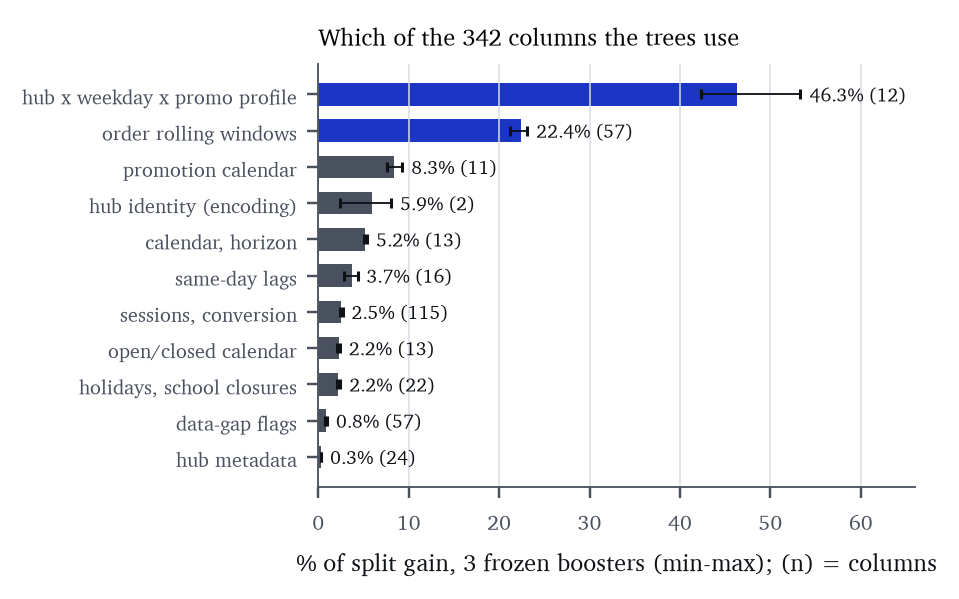 Which of the 342 columns the trees use
hub x weekday x promo profile 46.3% (12)
order rolling windows 22.4% (57)
promotion calendar 8.3% (11)
hub identity (encoding) 5.9% (2)
calendar, horizon 5.2% (13)
same-day lags 3.7% (16)
sessions, conversion 2.5% (115)
open/closed calendar 2.2% (13)
holidays, school closures 2.2% (22)
data-gap flags 0.8% (57)
hub metadata 0.3% (24)
0 10 20 30 40 50 60
% of split gain, 3 frozen boosters (min-max); (n) = columns